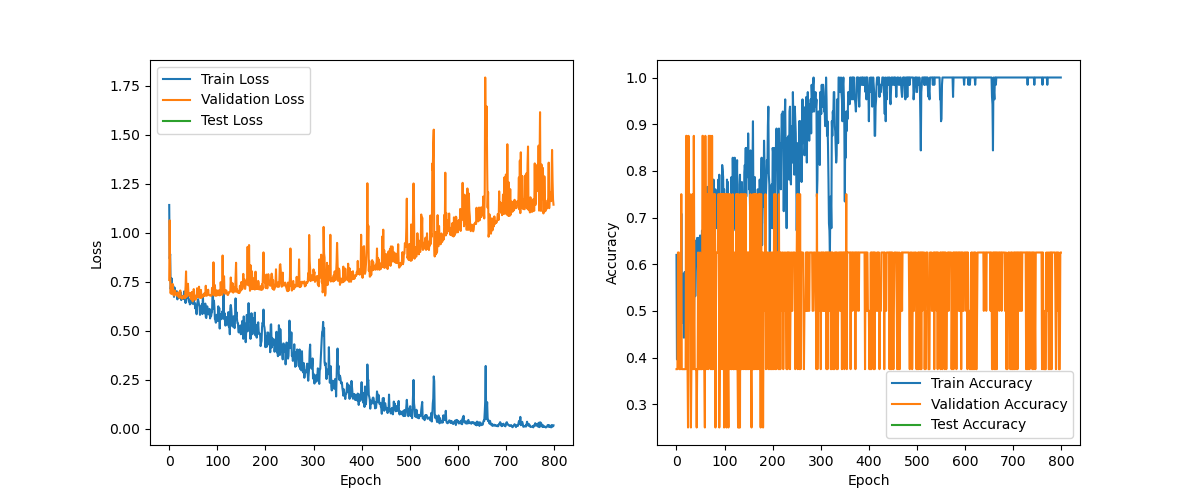 Train Loss
Validation Loss
Test Loss
1.75
1.50
1.25
1.00
0.75
0.50
0.25
0.00
Loss
0 100 200 300 400 500 600 700 800
Epoch
1.0
0.9
0.8
0.7
0.6
0.5
0.4
0.3
Accuracy
Train Accuracy
Validation Accuracy
Test Accuracy
0 100 200 300 400 500 600 700 800
Epoch